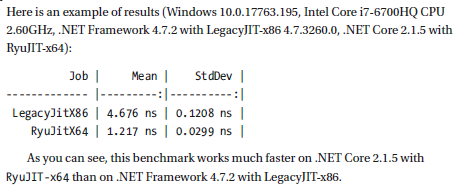 Here is an example of results (Windows 10.0.17763.195, Intel Core i7-6700HQ CPU
2.60GHz, .NET Framework 4.7.2 with LegacyJIT-x86 4.7.3260.0, .NET Core 2.1.5 with
RyuJIT-x64):
Job | Mean | StdDev |
------------- |---------:|----------:|
LegacyJitX86 | 4.676 ns | 0.1208 ns |
RyuJITX64 | 1.217 ns | 0.0299 ns |
As you can see, this benchmark works much faster on .NET Core 2.1.5 with
RyuJIT-x64 than on .NET Framework 4.7.2 with LegacyJIT-x86.